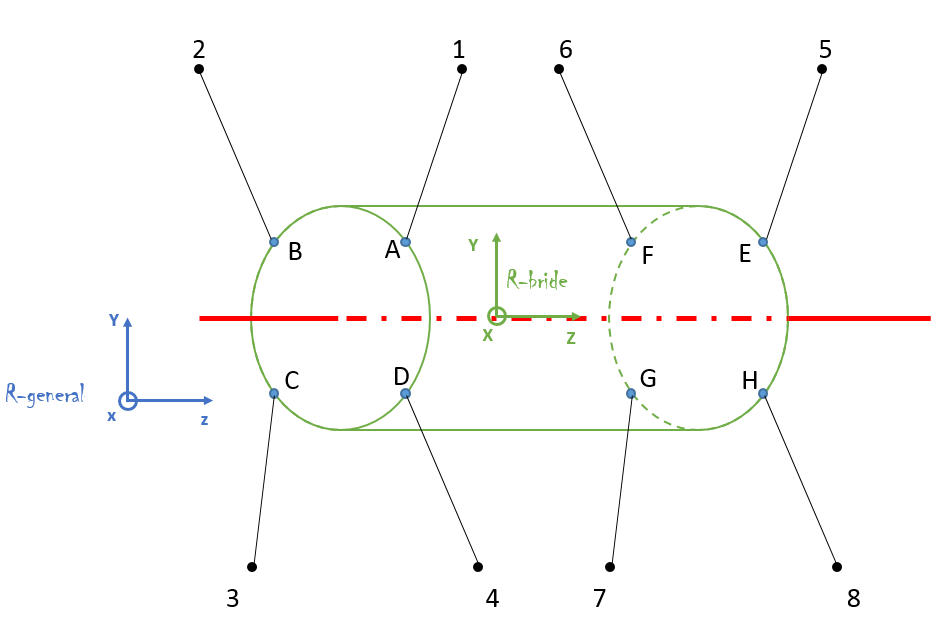 2 1 6 5
B A F E
Y
R-bride
X Z
Y
R-general
x z
C D G H
3 4 7 8